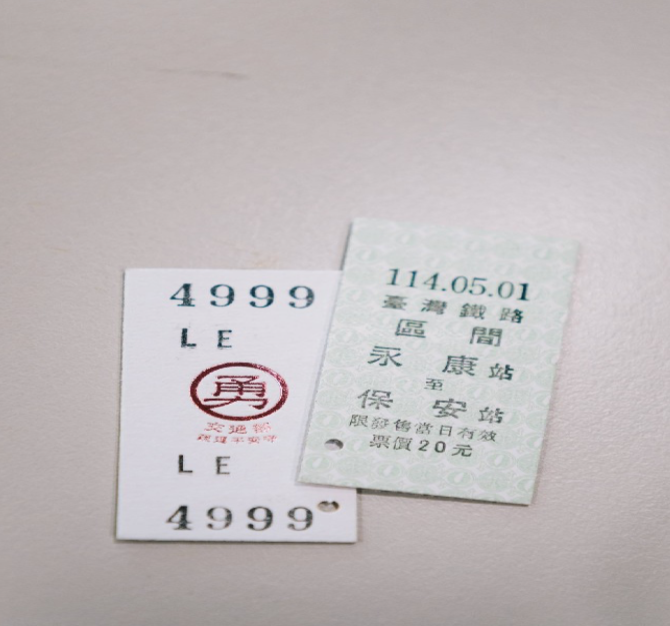 4999
LE
勇
LE
4999
114.05.01
臺灣鐵路
區間
永康站
至
保安站
限發售當日有效
票價20元